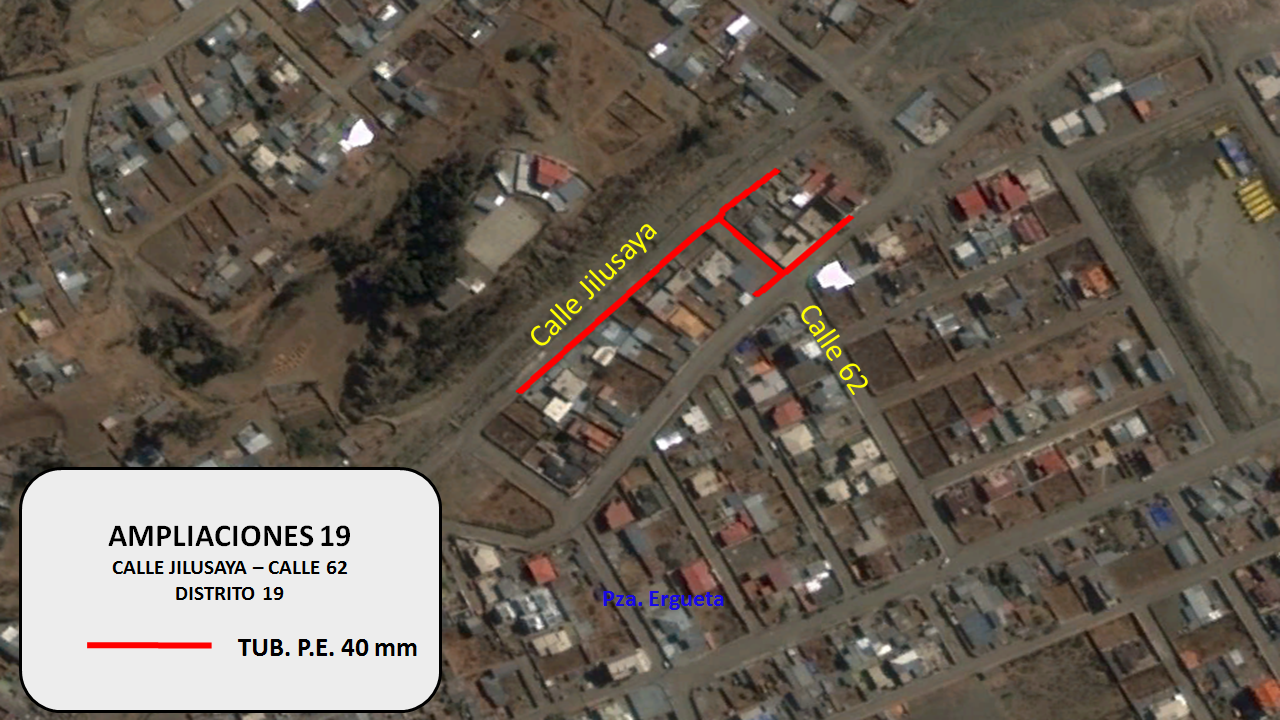 Calle Jilusaya
Calle 62
Pza. Ergueta
AMPLIACIONES 19
CALLE JILUSAYA – CALLE 62
DISTRITO 19
TUB. P.E. 40 mm